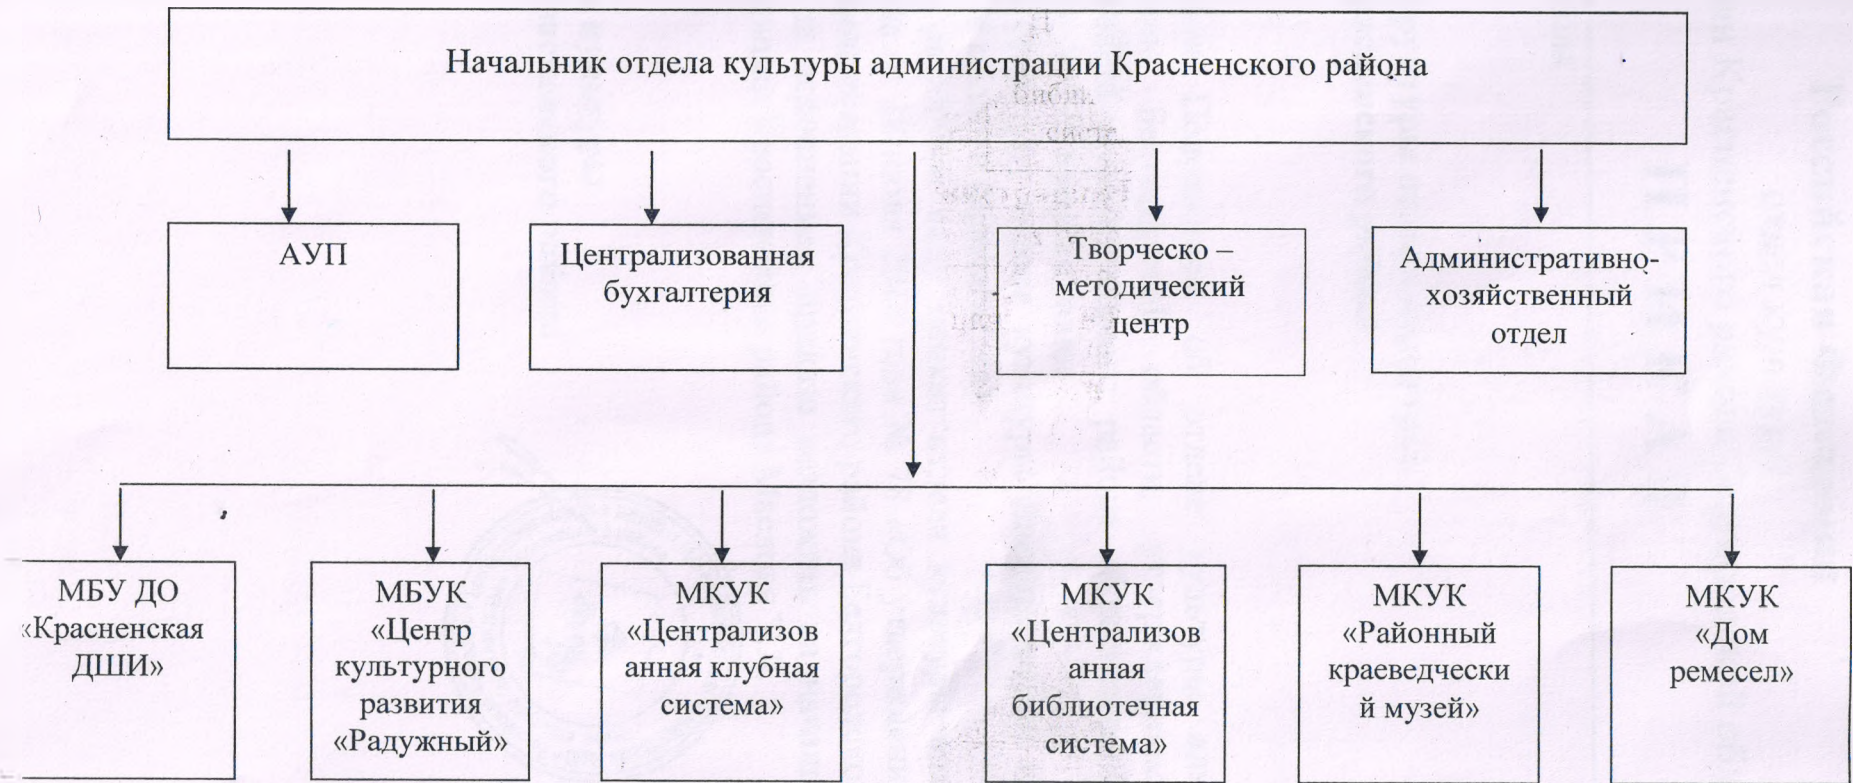 Начальник отдела культуры администрации Красненского района
АУП
Централизованная
бухгалтерия
Творческо –
методический
центр
Административно-
хозяйственный
отдел
МБУ ДО
«Красненская
ДШИ»
МБУК
«Центр
культурного
развития
«Радужный»
МКУК
«Централизов
анная клубная
система»
МКУК
«Централизов
анная
библиотечная
система»
МКУК
«Районный
краеведчески
й музей»
МКУК
«Дом
ремесел»